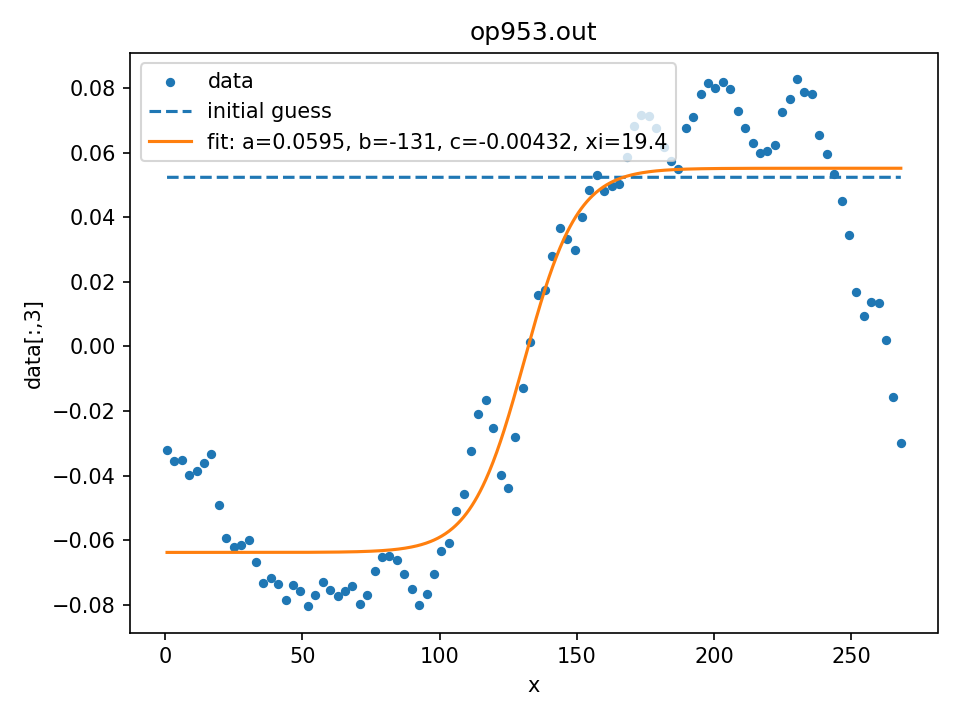 op953.out
data
initial guess
fit: a=0.0595, b=-131, c=-0.00432, xi=19.4
0.08
0.06
0.04
0.02
0.00
−0.02
−0.04
−0.06
−0.08
data[:,3]
0 50 100 150 200 250
x